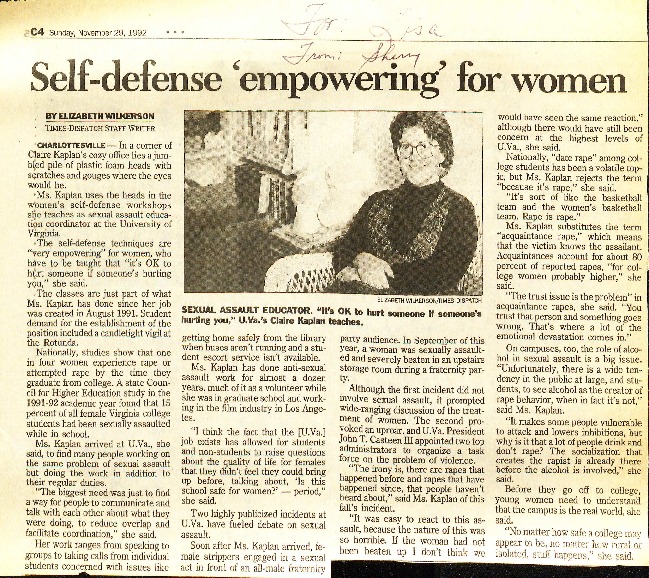 For: Lisa
From: Sherry
C4 Sunday, November 29, 1992
Self-defense ‘empowering’ for women
BY ELIZABETH WILKERSON
TIMES-DISPATCH STAFF WRITER
CHARLOTTESVILLE — In a corner of
Claire Kaplan's cozy office lies a jum-
bled pile of plastic foam heads with
scratches and gouges where the eyes
would be.
Ms. Kaplan uses the heads in the
women's self-defense workshops
she teaches as sexual assault educa-
tion coordinator at the University of
Virginia.
The self-defense techniques are
"very empowering" for women, who
have to be taught that "it's OK to
hurt someone if someone's hurting
you," she said.
The classes are just part of what
Ms. Kaplan has done since her job
was created in August 1991. Student
demand for the establishment of the
position included a candlelight vigil at
the Rotunda.
Nationally, studies show that one
in four women experience rape or
attempted rape by the time they
graduate from college. A state Coun-
cil for Higher Education study in the
1991-92 academic year found that 15
percent of all female Virginia college
students had been sexually assaulted
while in school.
Ms. Kaplan arrived at U.Va., she
said, to find many people working on
the same problem of sexual assault
but doing the work in addition to
their regular duties.
"The biggest need was just to find
a way for people to communicate and
talk with each other about what they
were doing, to reduce overlap and
facilitate coordination," she said.
Her work ranges from speaking to
groups to taking calls from individual
students concerned with issues like
ELIZABETH WILKERSON/TIMES-DISPATCH
SEXUAL ASSAULT EDUCATOR. "It's OK to hurt someone if someone's
hurting you," U.Va.'s Claire Kaplan teaches.
getting home safely from the library
when buses aren't running and a stu-
dent escort service isn't available.
Ms. Kaplan has done anti-sexual
assault work for almost a dozen
years, much of it as a volunteer while
she was in graduate school and work-
ing in the film industry in Los Ange-
les.
"I think the fact the [U.Va.]
job exists has allowed for students
and non-students to raise questions
about the quality of life for females
that they didn't feel they could bring
up before, talking about, 'Is this
school safe for women?' — period,"
she said.
Two highly publicized incidents at
U.Va. have fueled debate on sexual
assault.
Soon after Ms. Kaplan arrived, fe-
male strippers engaged in a sexual
act in front of an all-male fraternity
party audience. In September of this
year, a woman was sexually assault-
ed and severely beaten in an upstairs
storage room during a fraternity par-
ty.
Although the first incident did not
involve sexual assault, it prompted
wide-ranging discussion of the treat-
ment of women. The second pro-
voked an uproar, and U.Va. President
John T. Casteen III appointed two top
administrators to organize a task
force on the problem of violence.
"The irony is, there are rapes that
happened before and rapes that have
happened since, that people haven't
heard about," said Ms. Kaplan of this
fall's incident.
"It was easy to react to this as-
sault, because the nature of this was
so horrible. If the woman had not
been beaten up I don't think we
would have seen the same reaction,"
although there would have still been
concern at the highest levels of
U.Va., she said.
Nationally, "date rape" among col-
lege students has been a volatile top-
ic, but Ms. Kaplan rejects the term
"because it's rape," she said.
"It's sort of like the basketball
team and the women's basketball
team. Rape is rape."
Ms. Kaplan substitutes the term
"acquaintance rape," which means
that the victim knows the assailant.
Acquaintances account for about 80
percent of reported rapes, "for col-
lege women probably higher," she
said.
"The trust issue is the problem" in
acquaintance rapes, she said. "You
trust that person and something goes
wrong. That's where a lot of the
emotional devastation comes in."
On campuses, too, the role of alco-
hol in sexual assault is a big issue.
"Unfortunately, there is a wide ten-
dency in the public at large, and stu-
dents, to see alcohol as the creator of
rape behavior, when in fact it's not,"
said Ms. Kaplan.
"It makes some people vulnerable
to attack and lowers inhibitions, but
why is it that a lot of people drink and
don't rape? The socialization that
creates the rapist is already there
before the alcohol is involved," she
said.
Before they go off to college,
young women need to understand
that the campus is the real world, she
said.
"No matter how safe a college may
appear to be, no matter how rural or
isolated, stuff happens," she said.